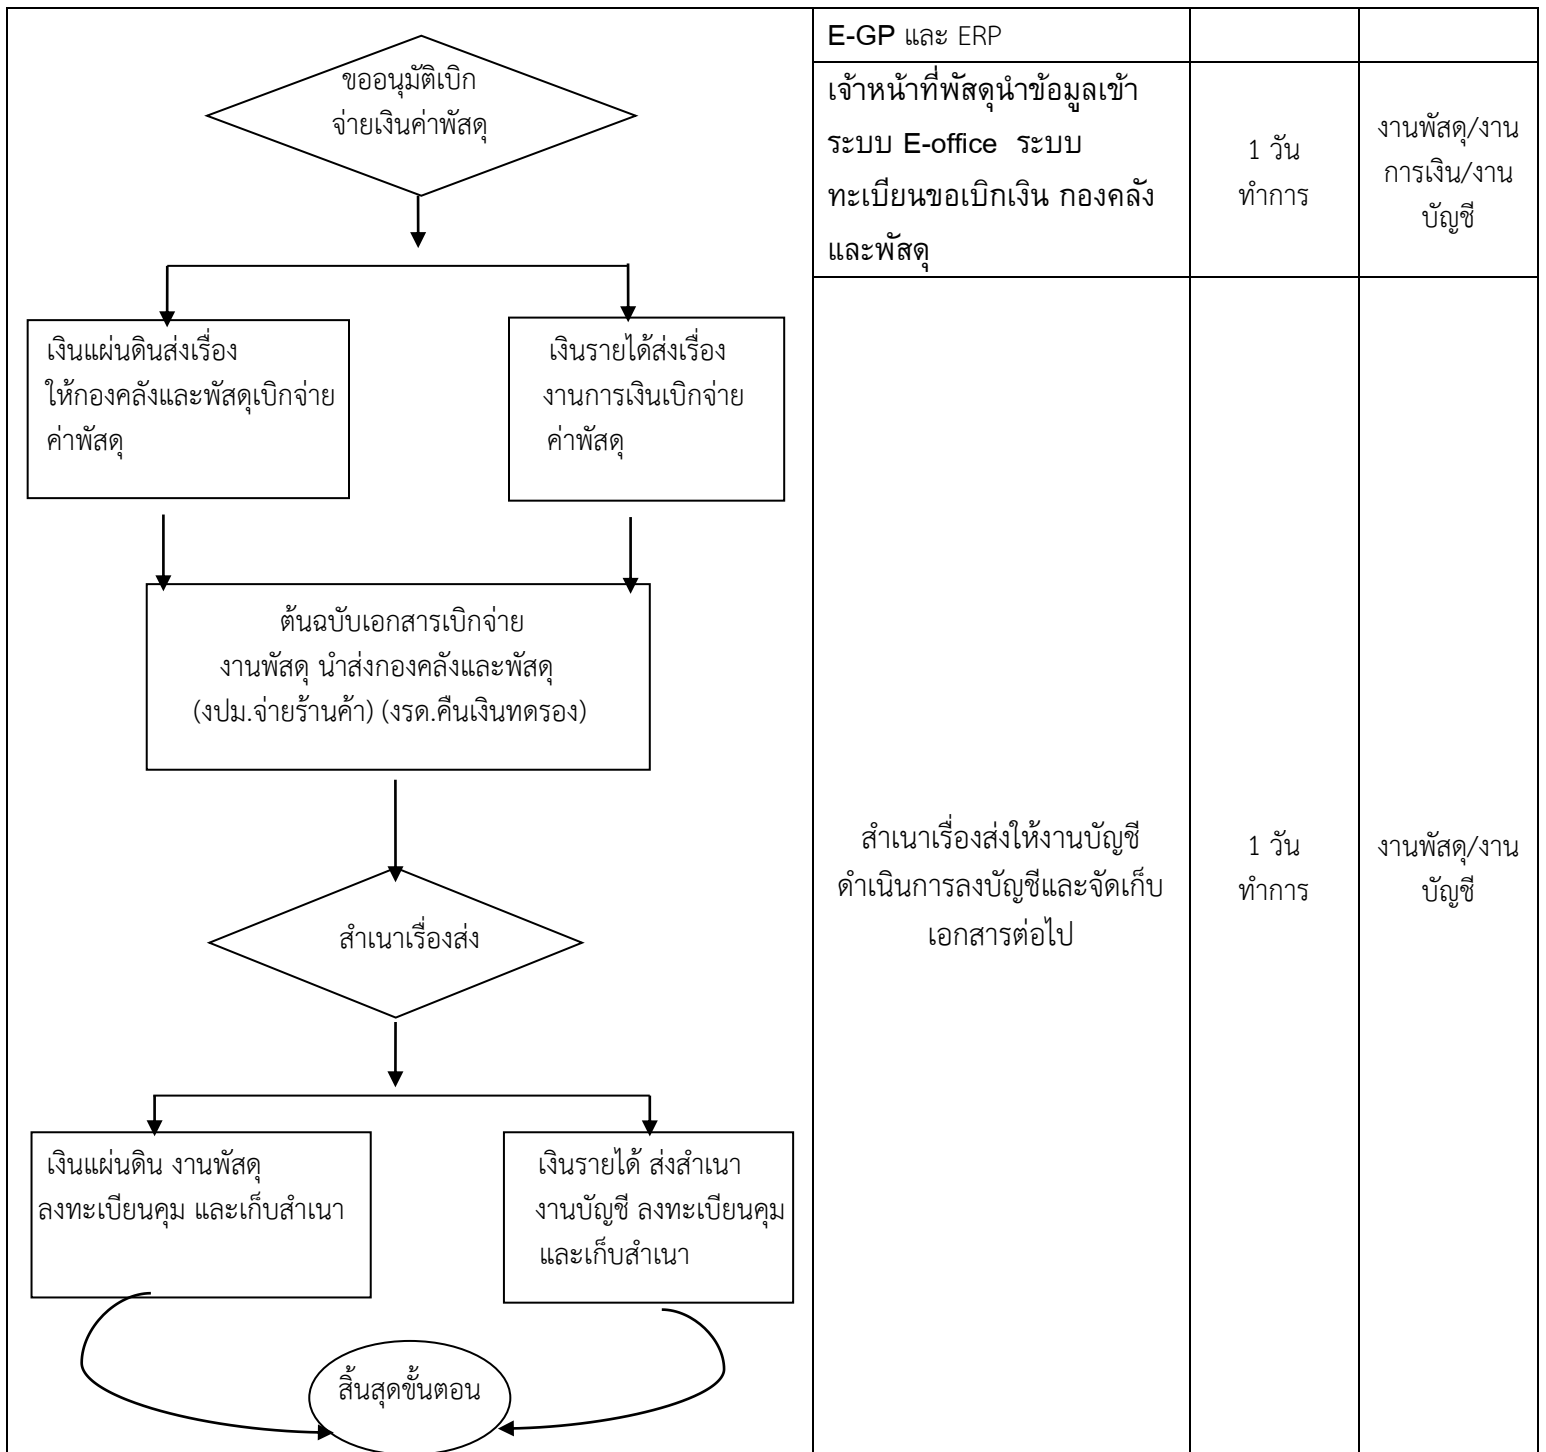 ขออนุมัติเบิก
จ่ายเงินค่าพัสดุ
เงินแผ่นดินส่งเรื่อง
ให้กองคลังและพัสดุเบิกจ่าย
ค่าพัสดุ
เงินรายได้ส่งเรื่อง
งานการเงินเบิกจ่าย
ค่าพัสดุ
ต้นฉบับเอกสารเบิกจ่าย
งานพัสดุ นำส่งกองคลังและพัสดุ
(งปม.จ่ายร้านค้า) (งรด.คืนเงินทดรอง)
สำเนาเรื่องส่ง
เงินแผ่นดิน งานพัสดุ
ลงทะเบียนคุม และเก็บสำเนา
เงินรายได้ ส่งสำเนา
งานบัญชี ลงทะเบียนคุม
และเก็บสำเนา
สิ้นสุดขั้นตอน
E-GP และ ERP
เจ้าหน้าที่พัสดุนำข้อมูลเข้า
ระบบ E-office ระบบ
ทะเบียนขอเบิกเงิน กองคลัง
และพัสดุ
1 วัน
ทำการ
งานพัสดุ/งาน
การเงิน/งาน
บัญชี
สำเนาเรื่องส่งให้งานบัญชี
ดำเนินการลงบัญชีและจัดเก็บ
เอกสารต่อไป
1 วัน
ทำการ
งานพัสดุ/งาน
บัญชี